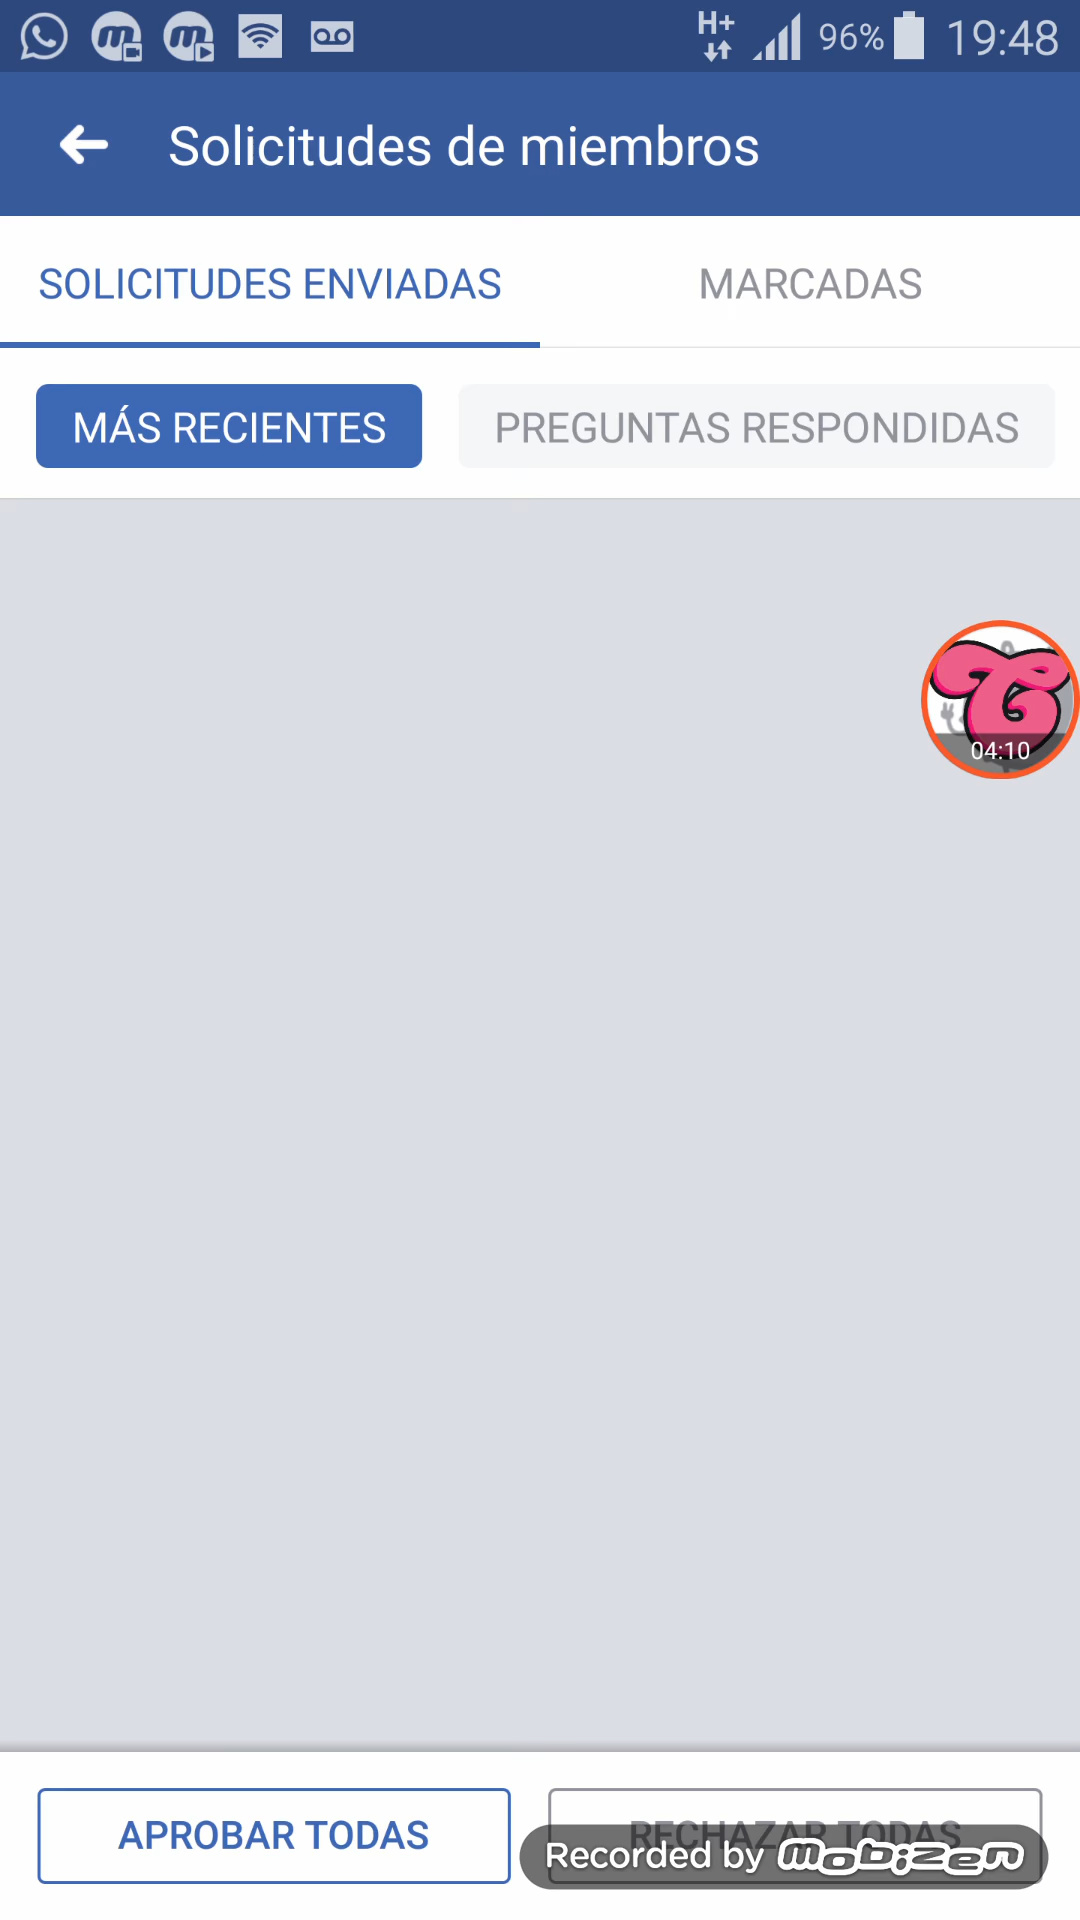 H+ 96% 19:48
Solicitudes de miembros
SOLICITUDES ENVIADAS MARCADAS
MÁS RECIENTES PREGUNTAS RESPONDIDAS
04:10
APROBAR TODAS RECHAZAR TODAS
Recorded by mobizen